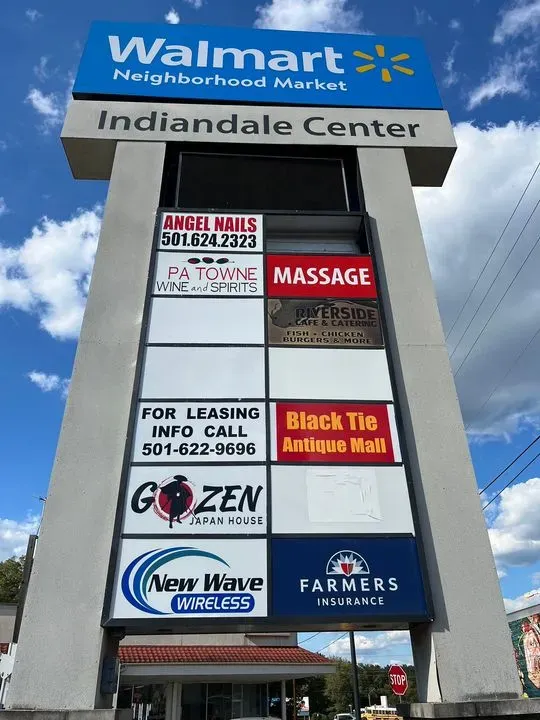 Walmart
Neighborhood Market
Indiandale Center
ANGEL NAILS
501.624.2323
PA TOWNE
WINE and SPIRITS
MASSAGE
RIVERSIDE
CAFE & CATERING
FISH • CHICKEN
BURGERS & MORE
FOR LEASING
INFO CALL
501-622-9696
Black Tie
Antique Mall
GOZEN
JAPAN HOUSE
New Wave
WIRELESS
FARMERS
INSURANCE
STOP